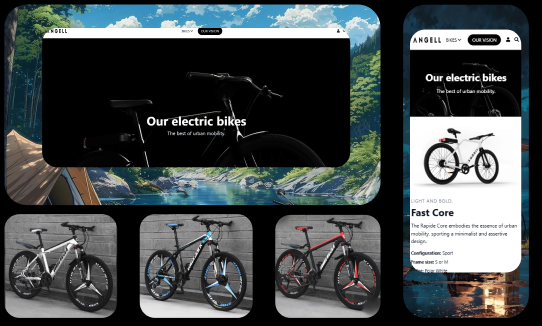 ANGELL
BIKES
OUR VISION
Our electric bikes
The best of urban mobility.
ANGELL
BIKES
OUR VISION
Our electric bikes
The best of urban mobility.
LIGHT AND BOLD.
Fast Core
The Rapide Core embodies the essence of urban
mobility, sporting a minimalist and assertive
design.
Configuration: Sport
Frame size: S or M
Polar White